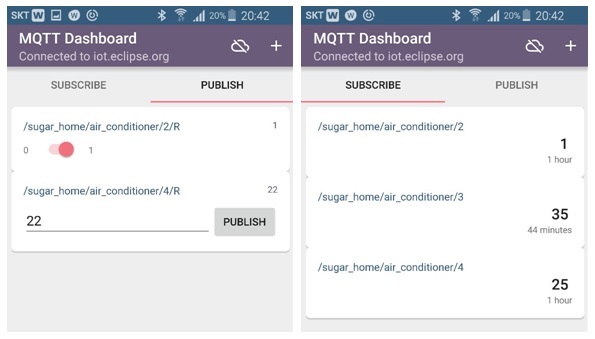 SKT W W 20% 20:42
MQTT Dashboard
Connected to iot.eclipse.org
SUBSCRIBE PUBLISH
/sugar_home/air_conditioner/2/R 1
0 1
/sugar_home/air_conditioner/4/R 22
22 PUBLISH
SKT W W 20% 20:42
MQTT Dashboard
Connected to iot.eclipse.org
SUBSCRIBE PUBLISH
/sugar_home/air_conditioner/2
1
1 hour
/sugar_home/air_conditioner/3
35
44 minutes
/sugar_home/air_conditioner/4
25
1 hour